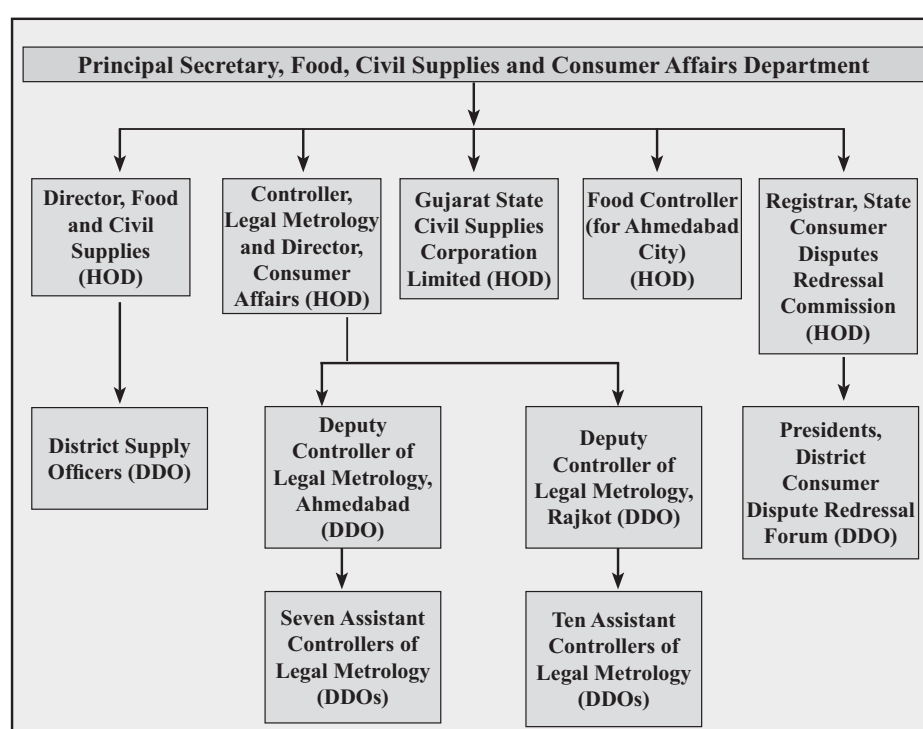 Principal Secretary, Food, Civil Supplies and Consumer Affairs Department
Director, Food
and Civil
Supplies
(HOD)
Controller,
Legal Metrology
and Director,
Consumer
Affairs (HOD)
Gujarat State
Civil Supplies
Corporation
Limited (HOD)
Food Controller
(for Ahmedabad
City)
(HOD)
Registrar, State
Consumer
Disputes
Redressal
Commission
(HOD)
District Supply
Officers (DDO)
Deputy
Controller of
Legal Metrology,
Ahmedabad
(DDO)
Deputy
Controller of
Legal Metrology,
Rajkot (DDO)
Presidents,
District
Consumer
Dispute Redressal
Forum (DDO)
Seven Assistant
Controllers of
Legal Metrology
(DDOs)
Ten Assistant
Controllers of
Legal Metrology
(DDOs)